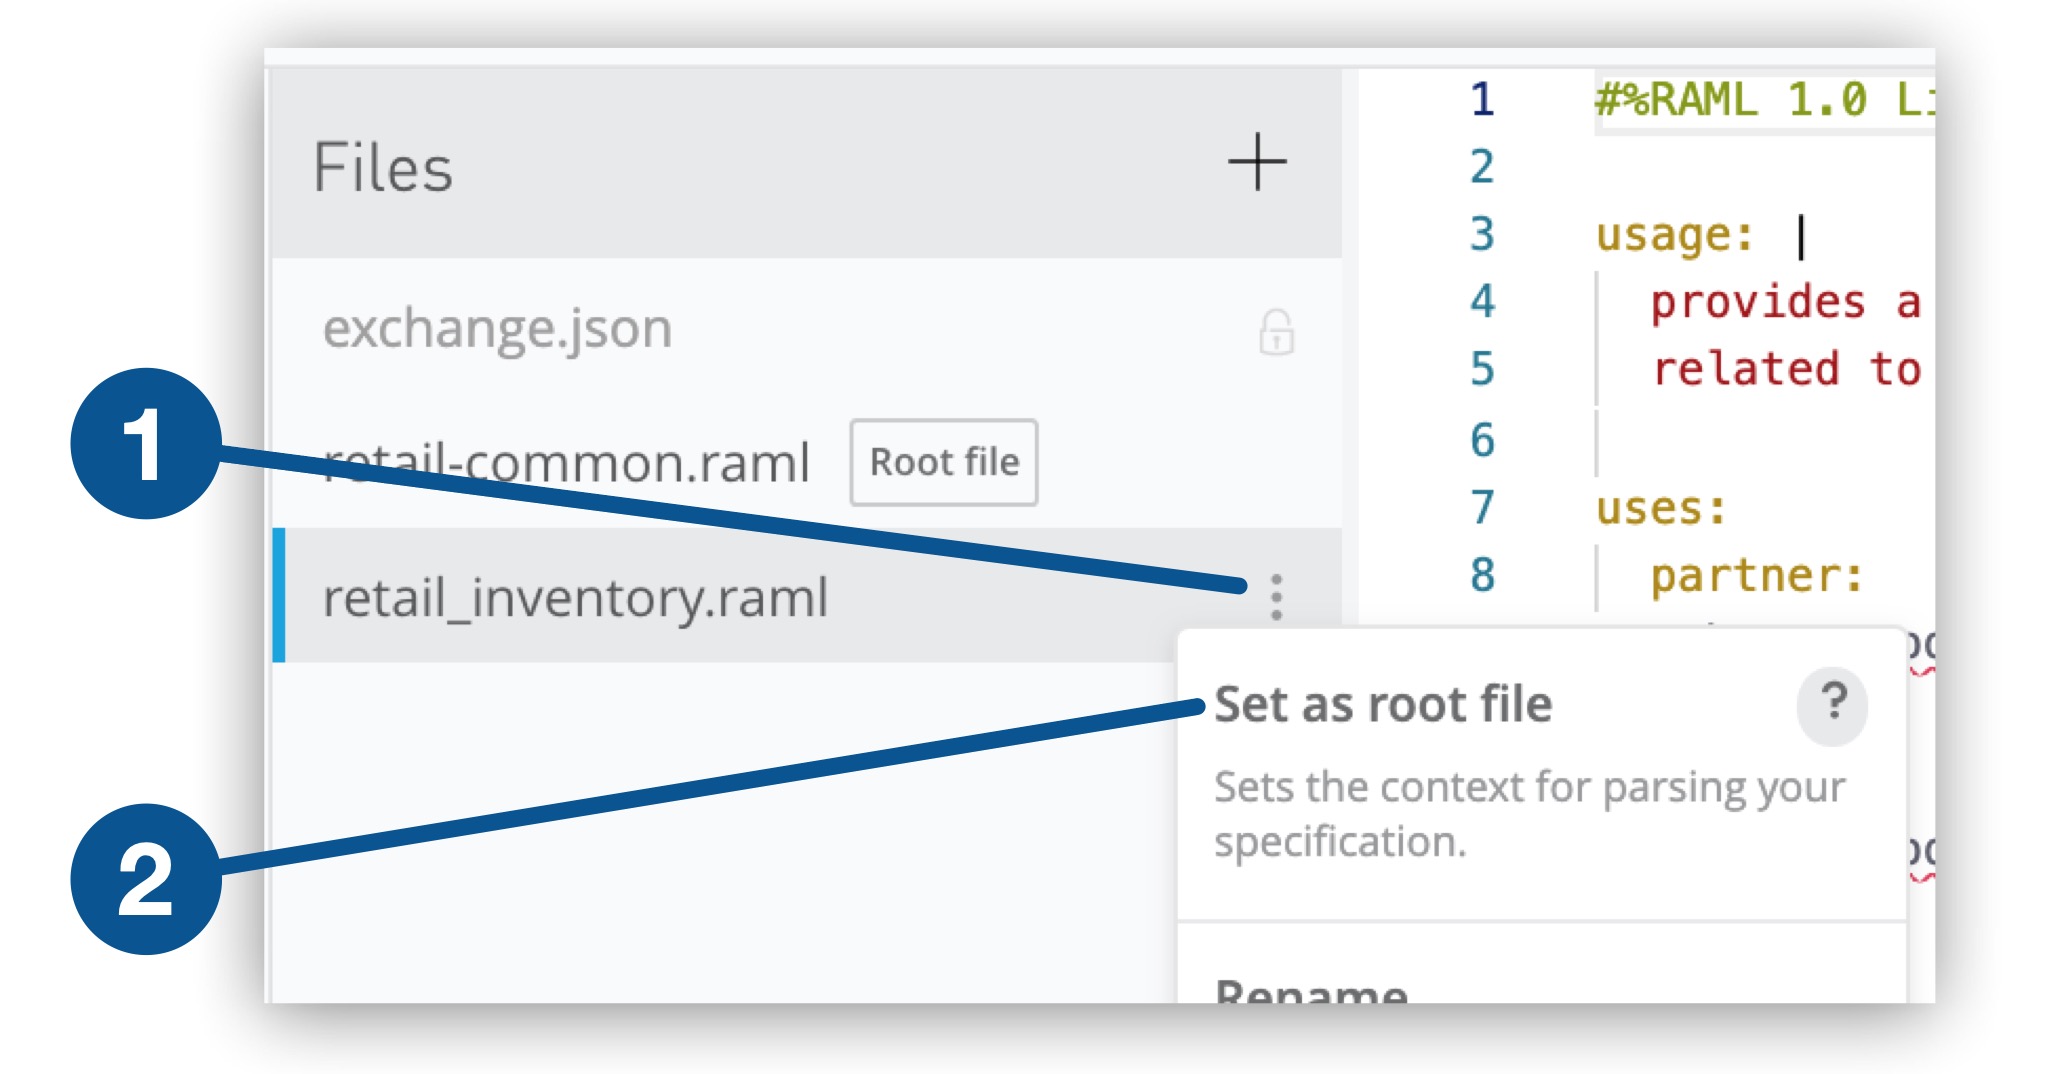 Files
exchange.json
retail-common.raml Root file
retail_inventory.raml
1
2
Set as root file ?
Sets the context for parsing your
specification.
Rename
1 #%RAML 1.0
2
3 usage: |
4 provides a
5 related to
6
7 uses:
8 partner: